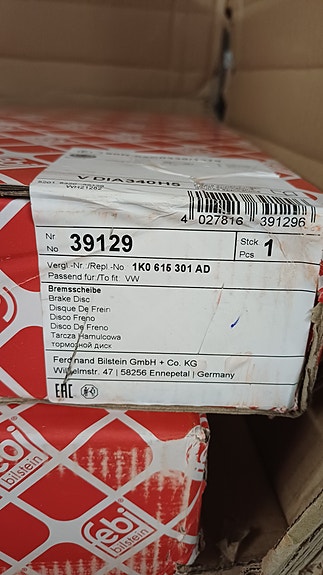 V DIA340H5
WH21282
4 027816 391296
Nr
No 39129
Stck.
Pcs 1
Vergl.-Nr. /Repl.-No. 1K0 615 301 AD
Passend für /To fit VW
Bremsscheibe
Brake Disc
Disque De Frein
Disco Freno
Disco De Freno
Tarcza Hamulcowa
тормозной диск
Ferdinand Bilstein GmbH + Co. KG
Wilhelmstr. 47 | 58256 Ennepetal | Germany
EAC
febi
bilstein
febi
bilstein